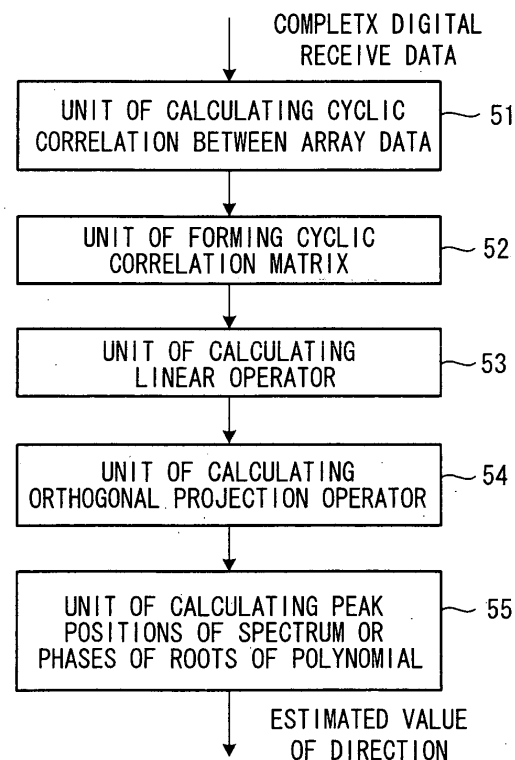 COMPLETX DIGITAL
RECEIVE DATA
UNIT OF CALCULATING CYCLIC
CORRELATION BETWEEN ARRAY DATA
51
UNIT OF FORMING CYCLIC
CORRELATION MATRIX
52
UNIT OF CALCULATING
LINEAR OPERATOR
53
UNIT OF CALCULATING
ORTHOGONAL PROJECTION OPERATOR
54
UNIT OF CALCULATING PEAK
POSITIONS OF SPECTRUM OR
PHASES OF ROOTS OF POLYNOMIAL
55
ESTIMATED VALUE
OF DIRECTION